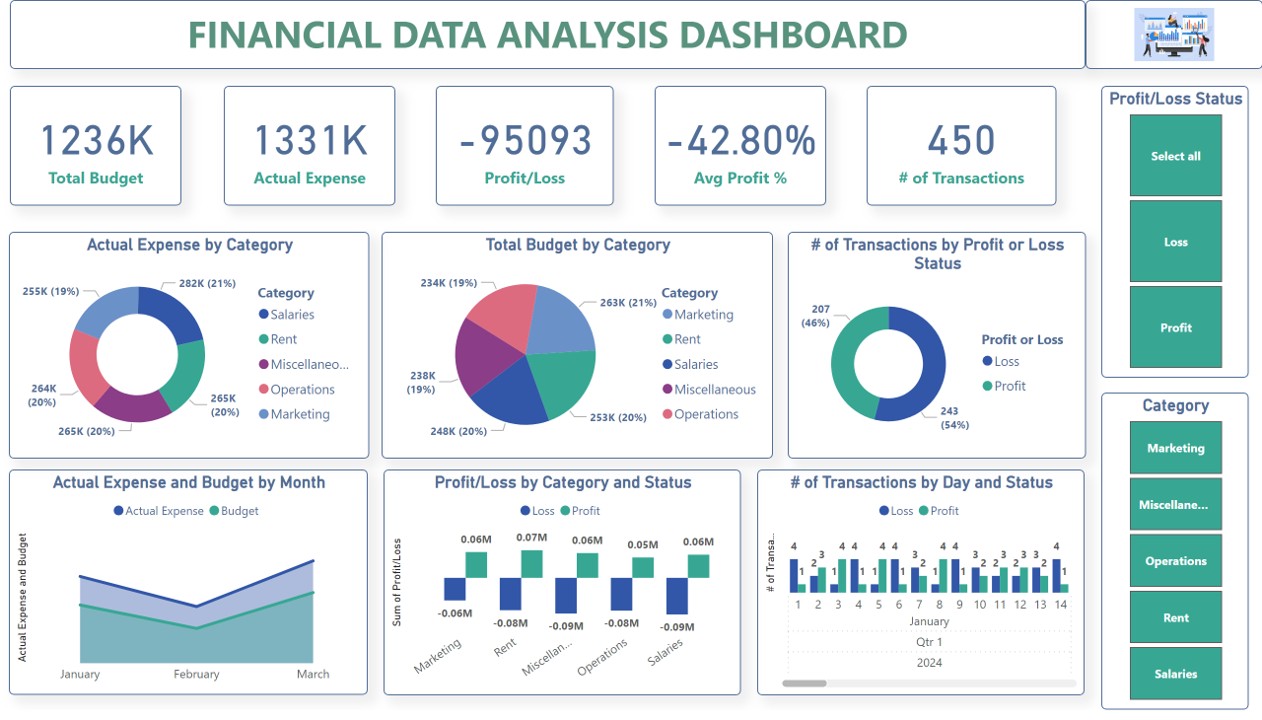 FINANCIAL DATA ANALYSIS DASHBOARD
1236K
Total Budget
1331K
Actual Expense
-95093
Profit/Loss
-42.80%
Avg Profit %
450
# of Transactions
Profit/Loss Status
Select all
Loss
Profit
Actual Expense by Category
282K (21%)
255K (19%)
264K
(20%)
265K
(20%)
265K (20%)
Category
Salaries
Rent
Miscellaneo...
Operations
Marketing
Total Budget by Category
234K (19%)
263K (21%)
238K
(19%)
248K (20%)
253K (20%)
Category
Marketing
Rent
Salaries
Miscellaneous
Operations
# of Transactions by Profit or Loss
Status
207
(46%)
243
(54%)
Profit or Loss
Loss
Profit
Category
Marketing
Miscellane...
Operations
Rent
Salaries
Actual Expense and Budget by Month
Actual Expense Budget
Actual Expense and Budget
January February March
Profit/Loss by Category and Status
Loss Profit
Sum of Profit/Loss
0.06M 0.07M 0.06M 0.05M 0.06M
-0.06M -0.08M -0.09M -0.08M -0.09M
Marketing Rent Miscellan... Operations Salaries
# of Transactions by Day and Status
Loss Profit
# of Transa...
4 1 2 3 1 4 4 1 1 4 4 1 3 2 1 4 4 1 3 2 2 3 2 3 3 2 4 1
1 2 3 4 5 6 7 8 9 10 11 12 13 14
January
Qtr 1
2024